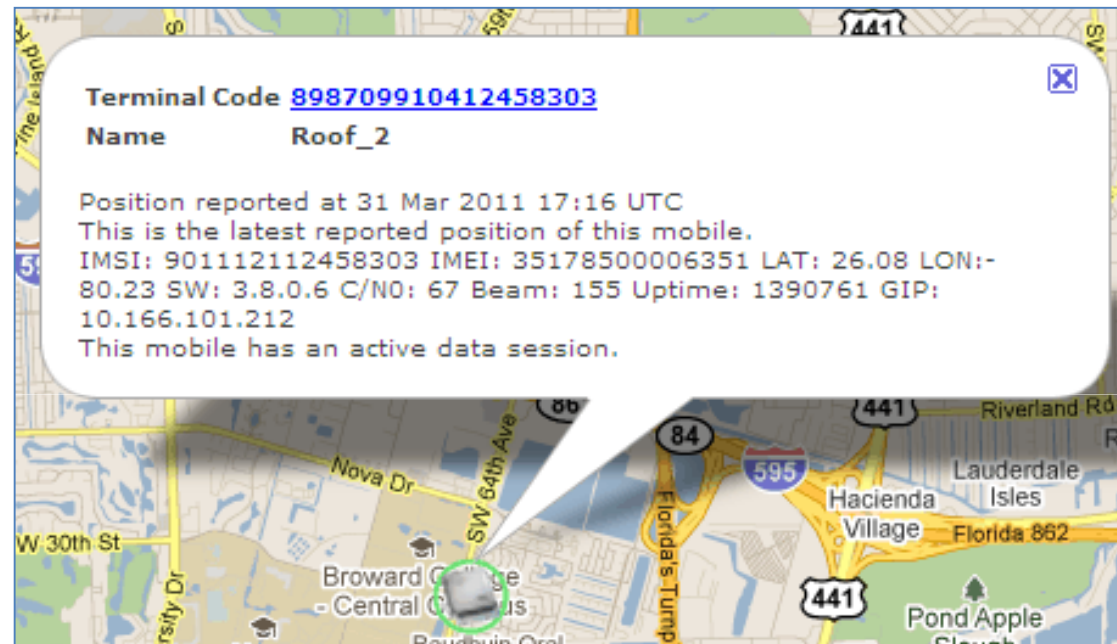 441
59th
SW
Pine Island R
Terminal Code 898709910412458303
Name Roof_2
Position reported at 31 Mar 2011 17:16 UTC
This is the latest reported position of this mobile.
IMSI: 901112112458303 IMEI: 35178500006351 LAT: 26.08 LON:-
80.23 SW: 3.8.0.6 C/N0: 67 Beam: 155 Uptime: 1390761 GIP:
10.166.101.212
This mobile has an active data session.
441
Riverland Rd
84
Nova Dr
SW 64th Ave
595
Lauderdale
Isles
Hacienda
Village
Florida 862
W 30th St
Florida's Turnp
Broward
- Central
441
Pond Apple